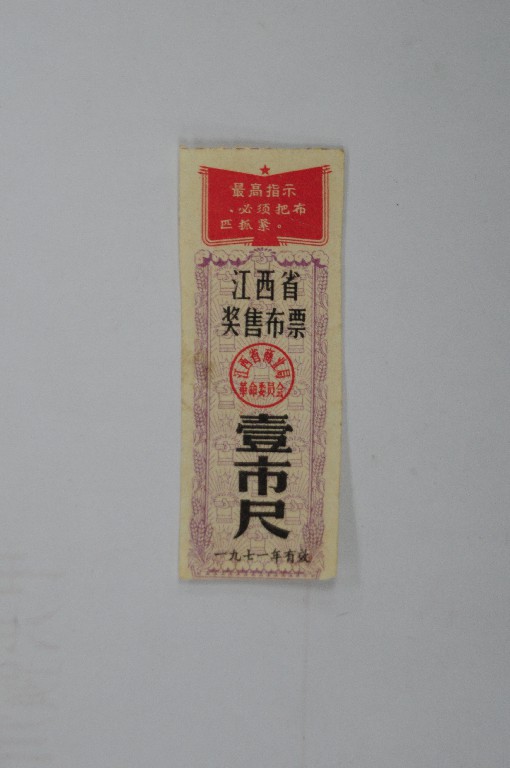 最高指示
、必须把布
匹抓紧。
江西省
奖售布票
江西省商业局
革命委员会
壹市尺
一九七一年有效